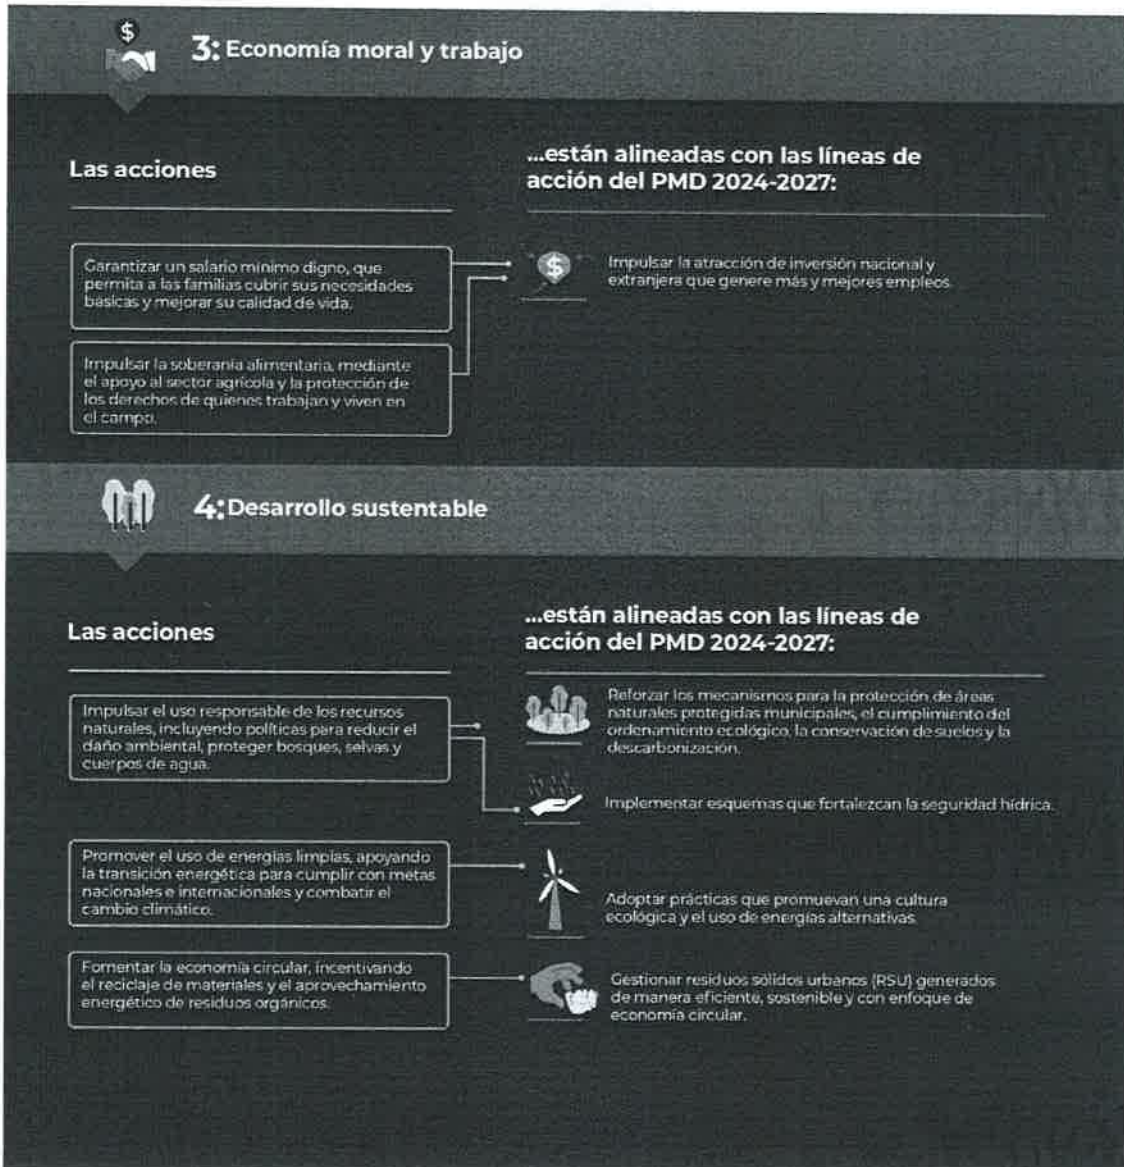 $
3: Economía moral y trabajo
Las acciones
...están alineadas con las líneas de
acción del PMD 2024-2027:
Garantizar un salario mínimo digno, que
permita a las familias cubrir sus necesidades
básicas y mejorar su calidad de vida.
$
Impulsar la atracción de inversión nacional y
extranjera que genere más y mejores empleos.
Impulsar la soberanía alimentaria, mediante
el apoyo al sector agrícola y la protección de
los derechos de quienes trabajan y viven en
el campo.
4: Desarrollo sustentable
Las acciones
...están alineadas con las líneas de
acción del PMD 2024-2027:
Impulsar el uso responsable de los recursos
naturales, incluyendo políticas para reducir el
daño ambiental, proteger bosques, selvas y
cuerpos de agua.
Reforzar los mecanismos para la protección de áreas
naturales protegidas municipales, el cumplimiento del
ordenamiento ecológico, la conservación de suelos y la
descarbonización.
Implementar esquemas que fortalezcan la seguridad hídrica.
Promover el uso de energías limpias, apoyando
la transición energética para cumplir con metas
nacionales e internacionales y combatir el
cambio climático.
Adoptar prácticas que promuevan una cultura
ecológica y el uso de energías alternativas.
Fomentar la economía circular, incentivando
el reciclaje de materiales y el aprovechamiento
energético de residuos orgánicos.
Gestionar residuos sólidos urbanos (RSU) generados
de manera eficiente, sostenible y con enfoque de
economía circular.